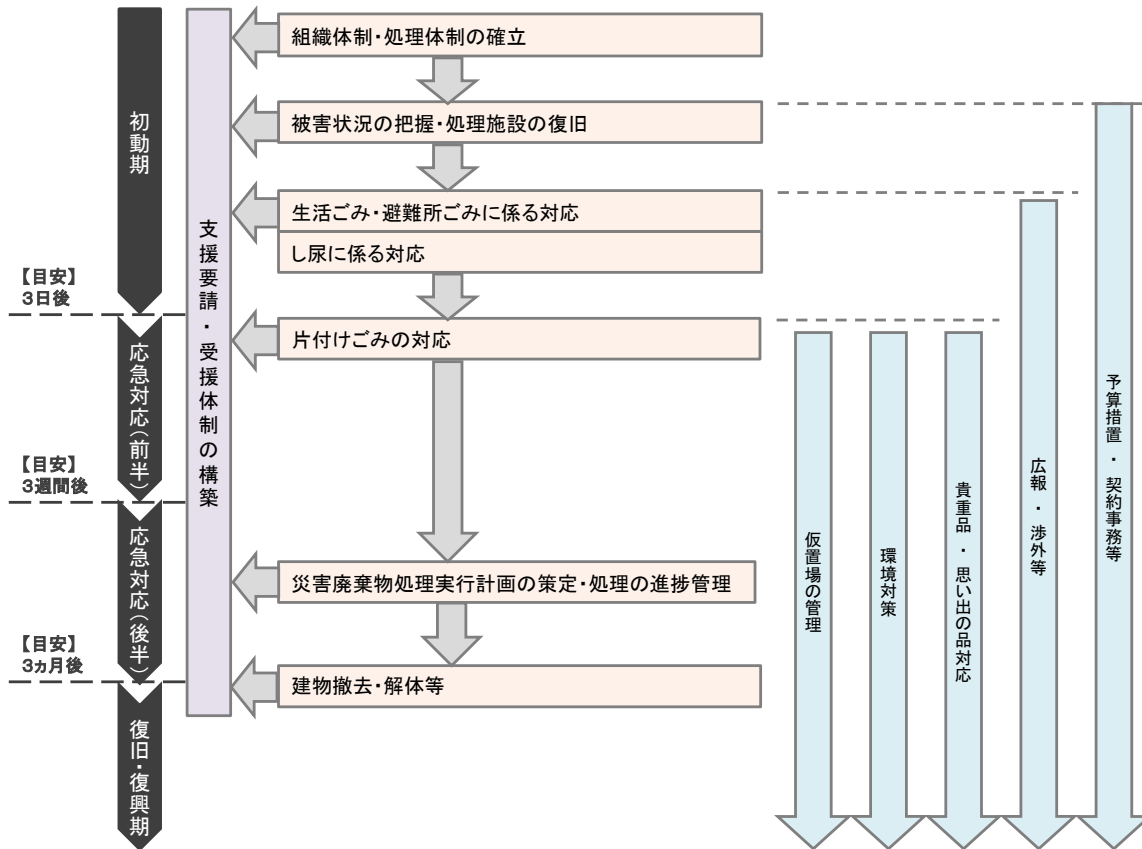 初動期
【目安】
3日後
応急対応（前半）
【目安】
3週間後
応急対応（後半）
【目安】
3ヵ月後
復旧・復興期
支援要請・受援体制の構築
組織体制・処理体制の確立
被害状況の把握・処理施設の復旧
生活ごみ・避難所ごみに係る対応
し尿に係る対応
片付けごみの対応
災害廃棄物処理実行計画の策定・処理の進捗管理
建物撤去・解体等
仮置場の管理
環境対策
貴重品・思い出の品対応
広報・渉外等
予算措置・契約事務等